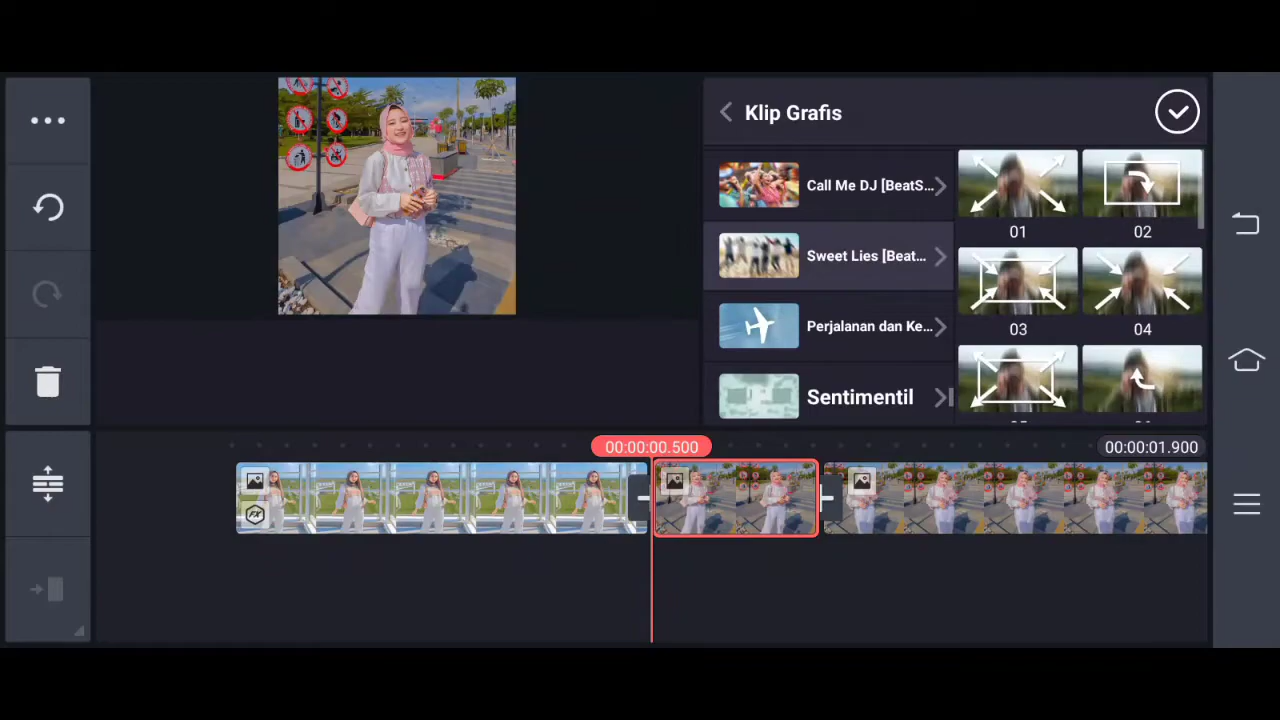 Klip Grafis
Call Me DJ [BeatS...
Sweet Lies [Beat...
Perjalanan dan Ke...
Sentimentil
01
02
03
04
00:00:00.500
00:00:01.900
FX